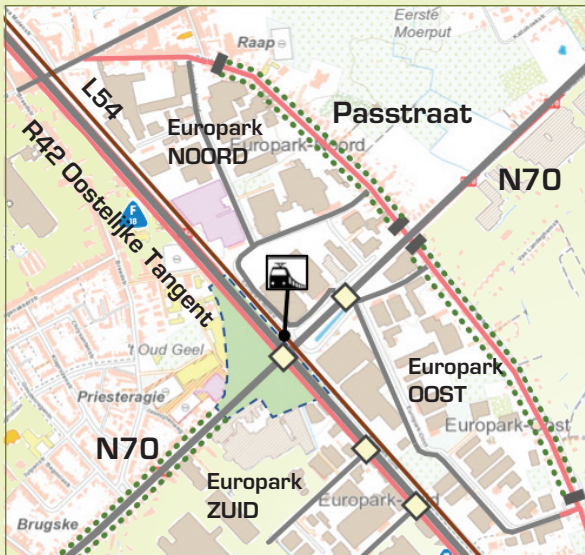 Eerste
Moerput
Raap
L54
Passtraat
Europark
NOORD
Europark-Noord
N70
R42 Oostelijke Tangent
F
't Oud Geel
Priesteragie
Europark
OOST
Europark-Oost
N70
Europark
ZUID
Europark-Zuid
Brugske